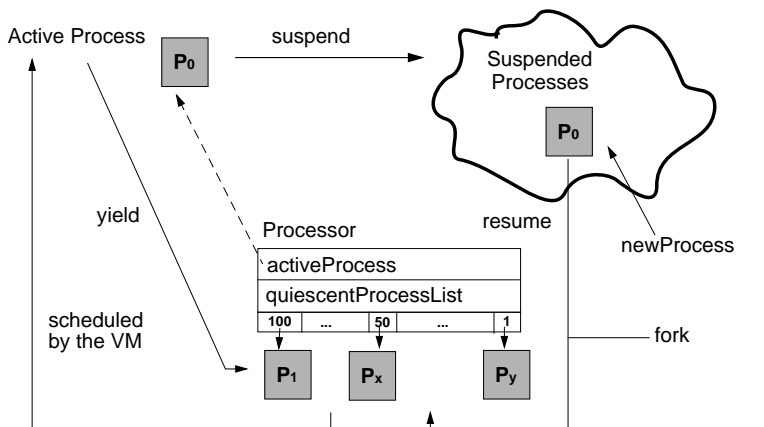 Active Process
P0
suspend
Suspended
Processes
P0
yield
resume
newProcess
Processor
activeProcess
quiescentProcessList
100 ... 50 ... 1
scheduled
by the VM
fork
P1
Px
Py